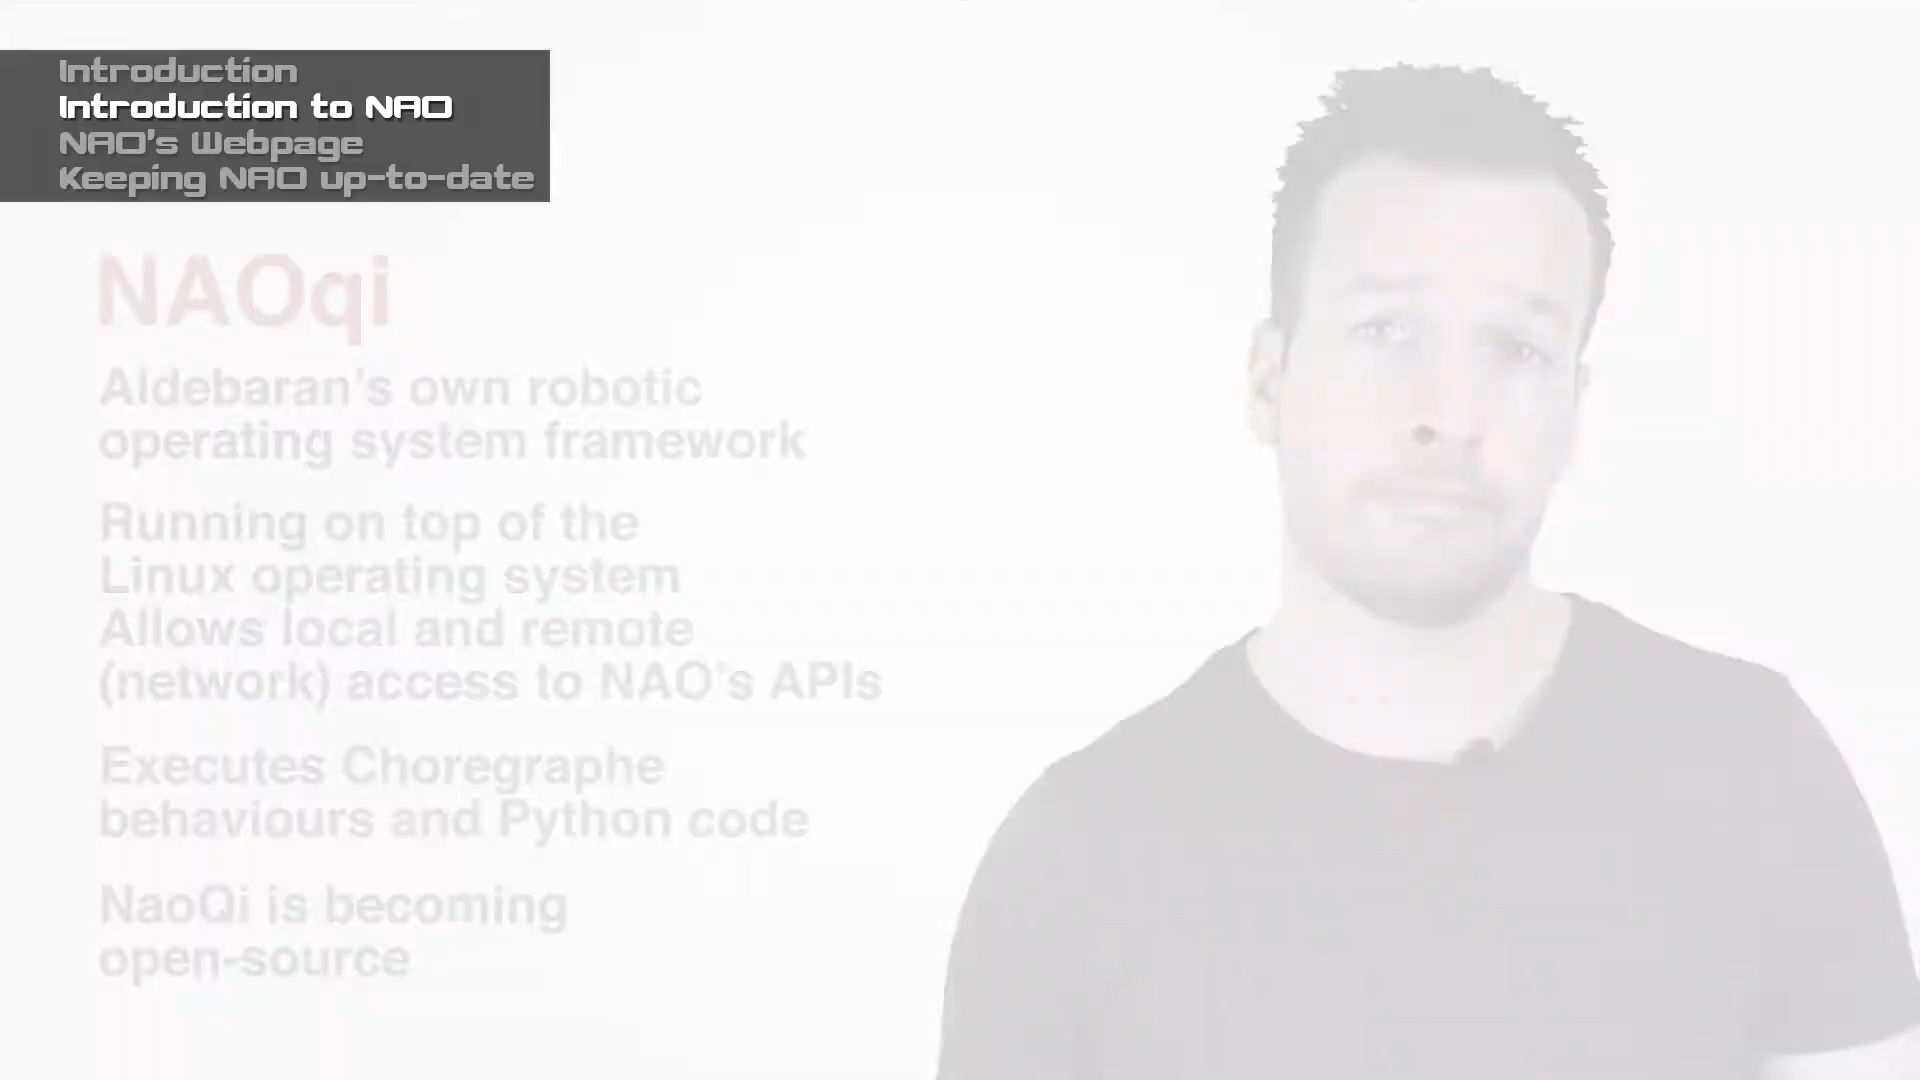 Introduction
Introduction to NAO
NAO's Webpage
Keeping NAO up-to-date
NAOqi
Aldebaran's own robotic
operating system framework
Running on top of the
Linux operating system
Allows local and remote
(network) access to NAO's APIs
Executes Choregraphe
behaviours and Python code
NaoQi is becoming
open-source